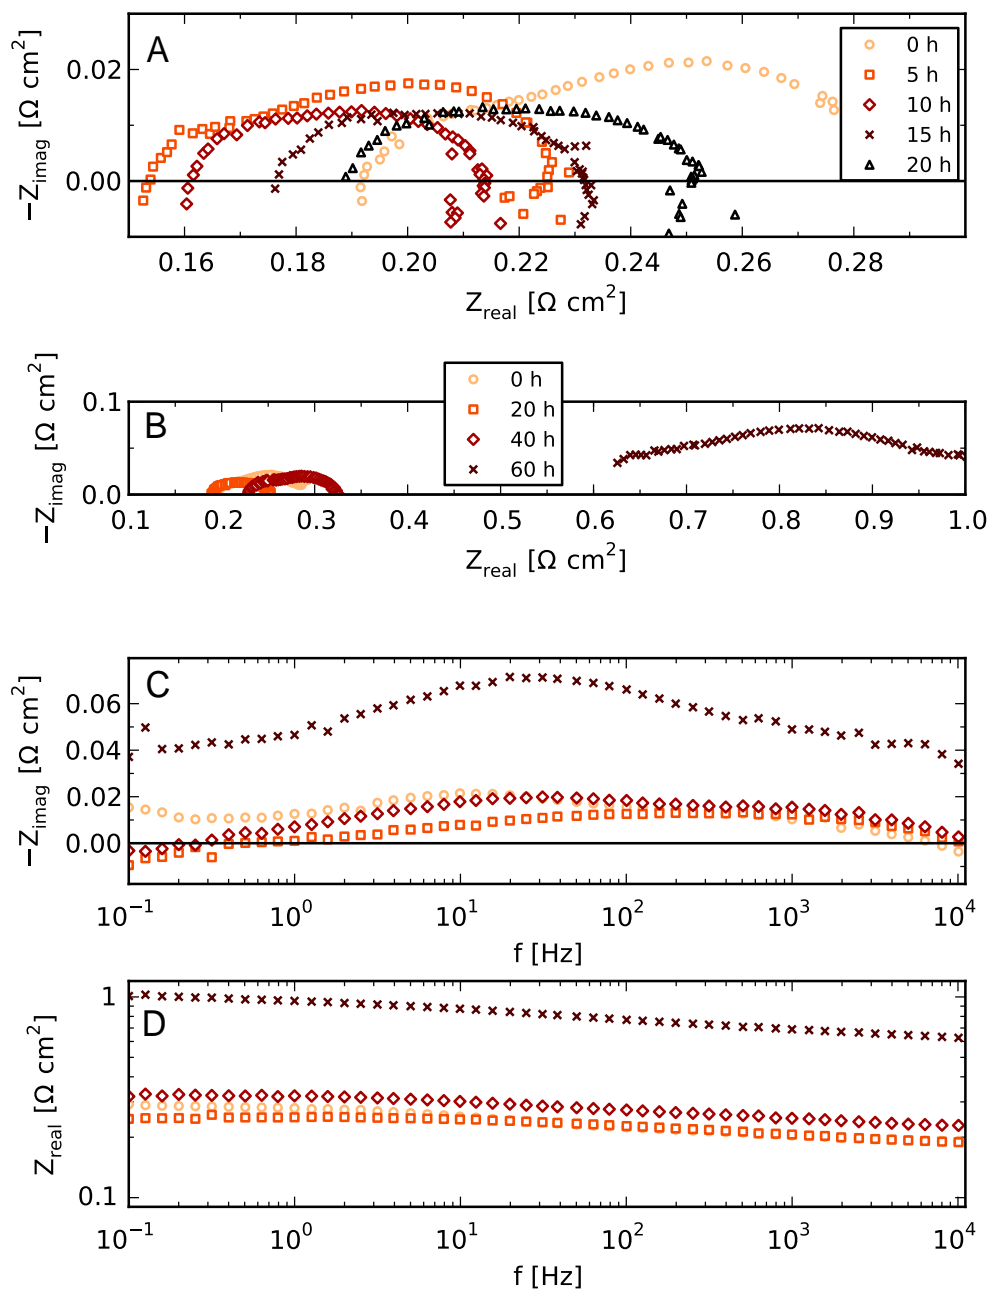 A
−Z_imag [Ω cm²]
0.02
0.01
0.00
0 h
5 h
10 h
15 h
20 h
0.16 0.18 0.20 0.22 0.24 0.26 0.28
Z_real [Ω cm²]
B
−Z_imag [Ω cm²]
0.1
0.0
0 h
20 h
40 h
60 h
0.1 0.2 0.3 0.4 0.5 0.6 0.7 0.8 0.9 1.0
Z_real [Ω cm²]
C
−Z_imag [Ω cm²]
0.06
0.04
0.02
0.00
10⁻¹ 10⁰ 10¹ 10² 10³ 10⁴
f [Hz]
D
Z_real [Ω cm²]
1
0.1
10⁻¹ 10⁰ 10¹ 10² 10³ 10⁴
f [Hz]